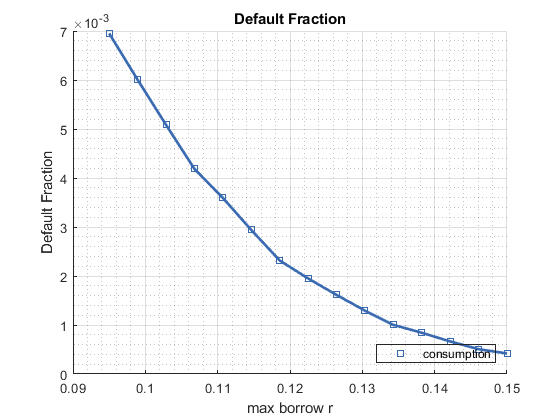 Default Fraction
×10⁻³
7
6
5
4
3
2
1
0
Default Fraction
consumption
0.09 0.1 0.11 0.12 0.13 0.14 0.15
max borrow r